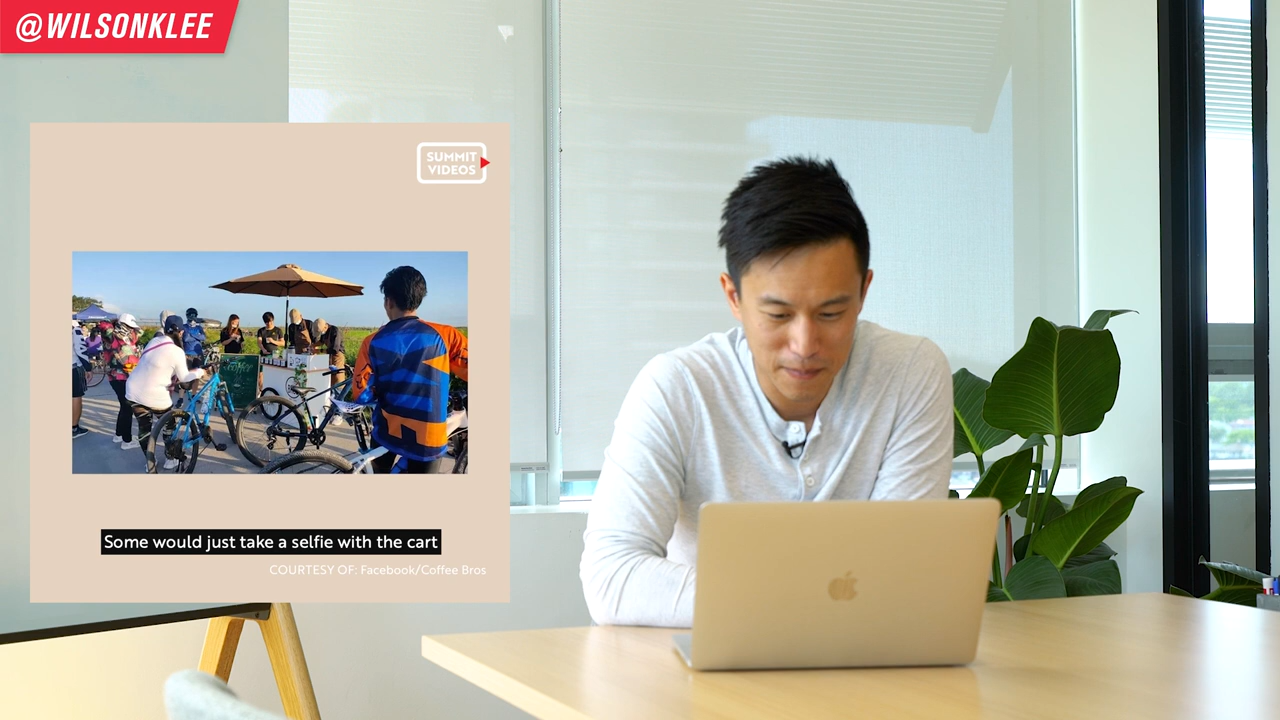 @WILSONKLEE
SUMMIT
VIDEOS
Some would just take a selfie with the cart
COURTESY OF: Facebook/Coffee Bros